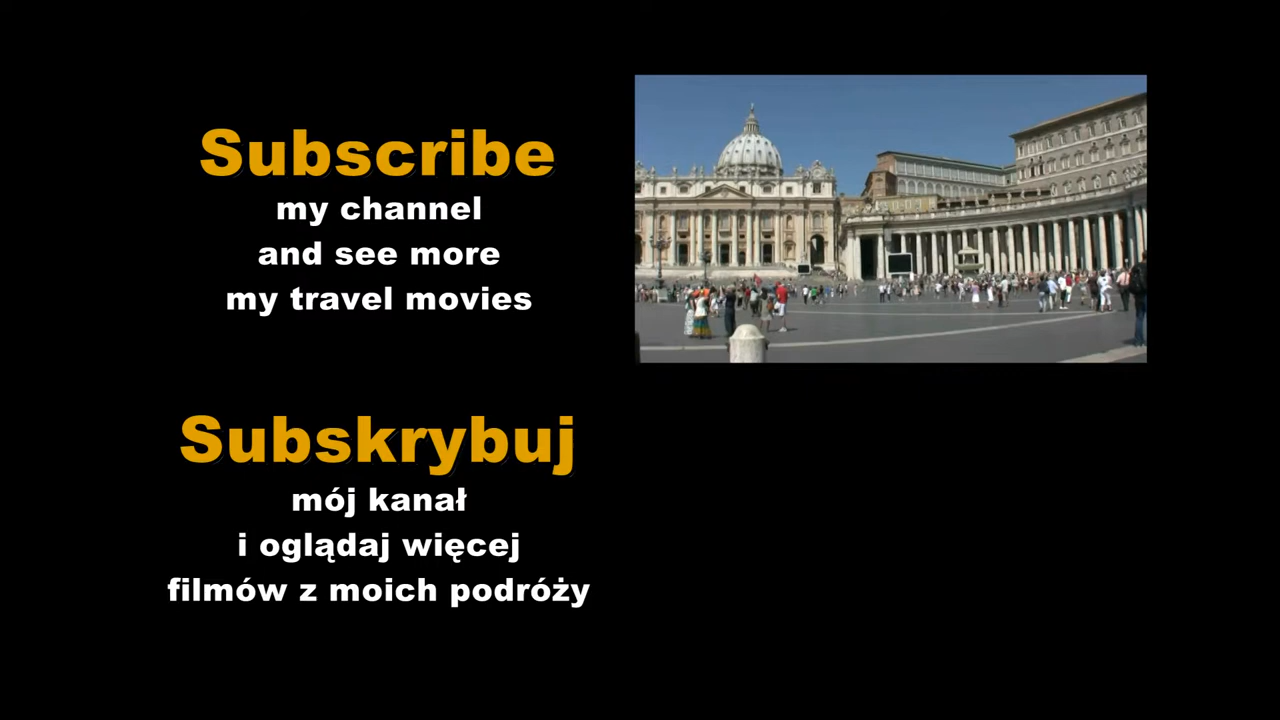 Subscribe
my channel
and see more
my travel movies
Subskrybuj
mój kanał
i oglądaj więcej
filmów z moich podróży